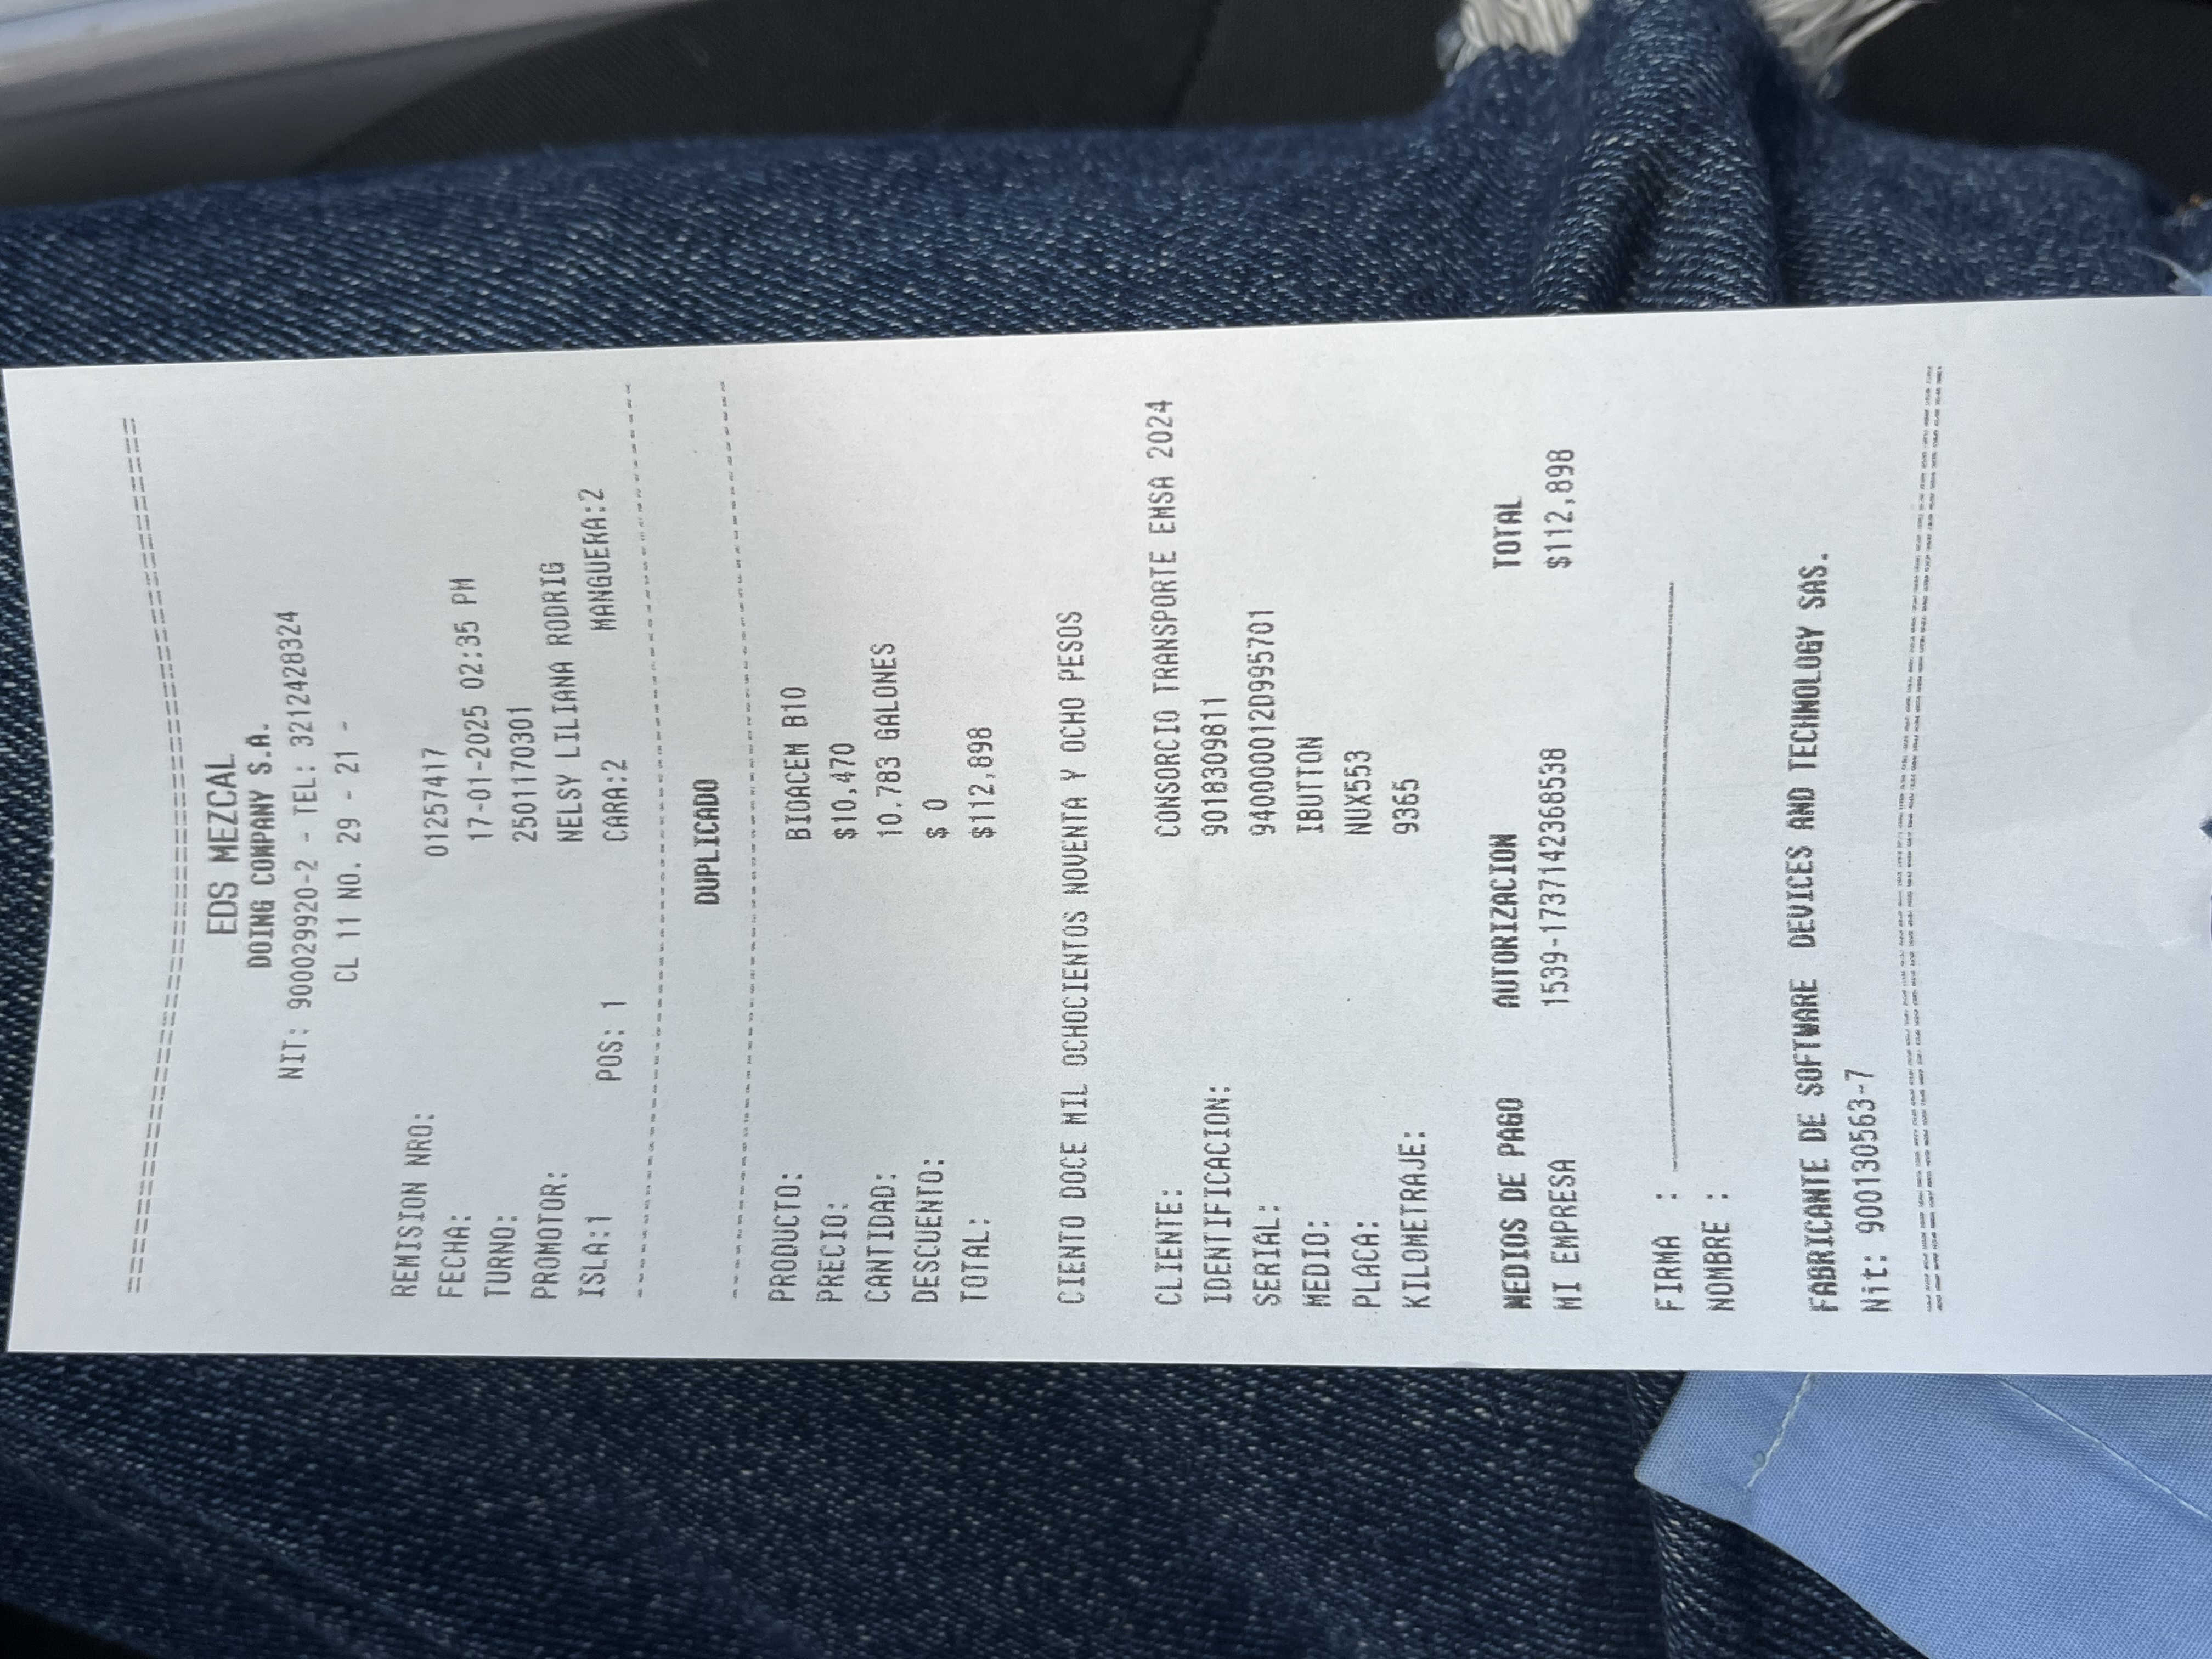 ================================================
EDS MEZCAL
DOING COMPANY S.A.
NIT: 900029920-2 - TEL: 3212428324
CL 11 NO. 29 - 21 -
REMISION NRO: 01257417
FECHA: 17-01-2025 02:35 PM
TURNO: 2501170301
PROMOTOR: NELSY LILIANA RODRIG
ISLA:1 POS: 1 CARA:2 MANGUERA:2
------------------------------------------------
DUPLICADO
------------------------------------------------
PRODUCTO: BIOACEM B10
PRECIO: $10,470
CANTIDAD: 10.783 GALONES
DESCUENTO: $ 0
TOTAL: $112,898
CIENTO DOCE MIL OCHOCIENTOS NOVENTA Y OCHO PESOS
CLIENTE: CONSORCIO TRANSPORTE EMSA 2024
IDENTIFICACION: 9018309811
SERIAL: 940000012D995701
MEDIO: IBUTTON
PLACA: NUX553
KILOMETRAJE: 9365
MEDIOS DE PAGO AUTORIZACION TOTAL
MI EMPRESA 1539-1737142368538 $112,898
FIRMA : ______________________________
NOMBRE :
FABRICANTE DE SOFTWARE DEVICES AND TECHNOLOGY SAS.
Nit: 900130563-7
================================================